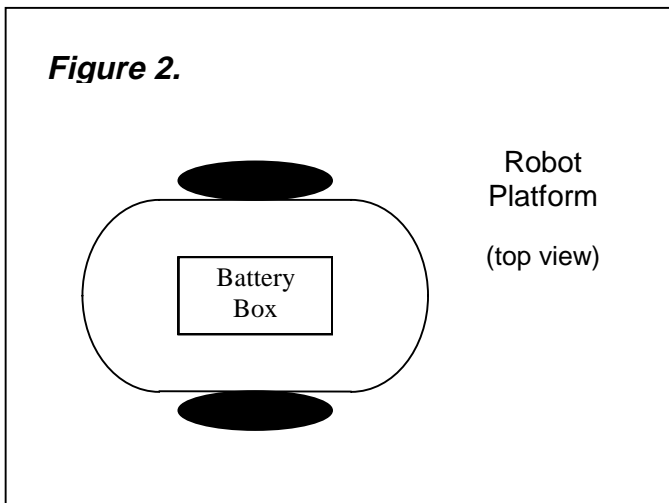 Figure 2.
Robot
Platform
(top view)
Battery
Box